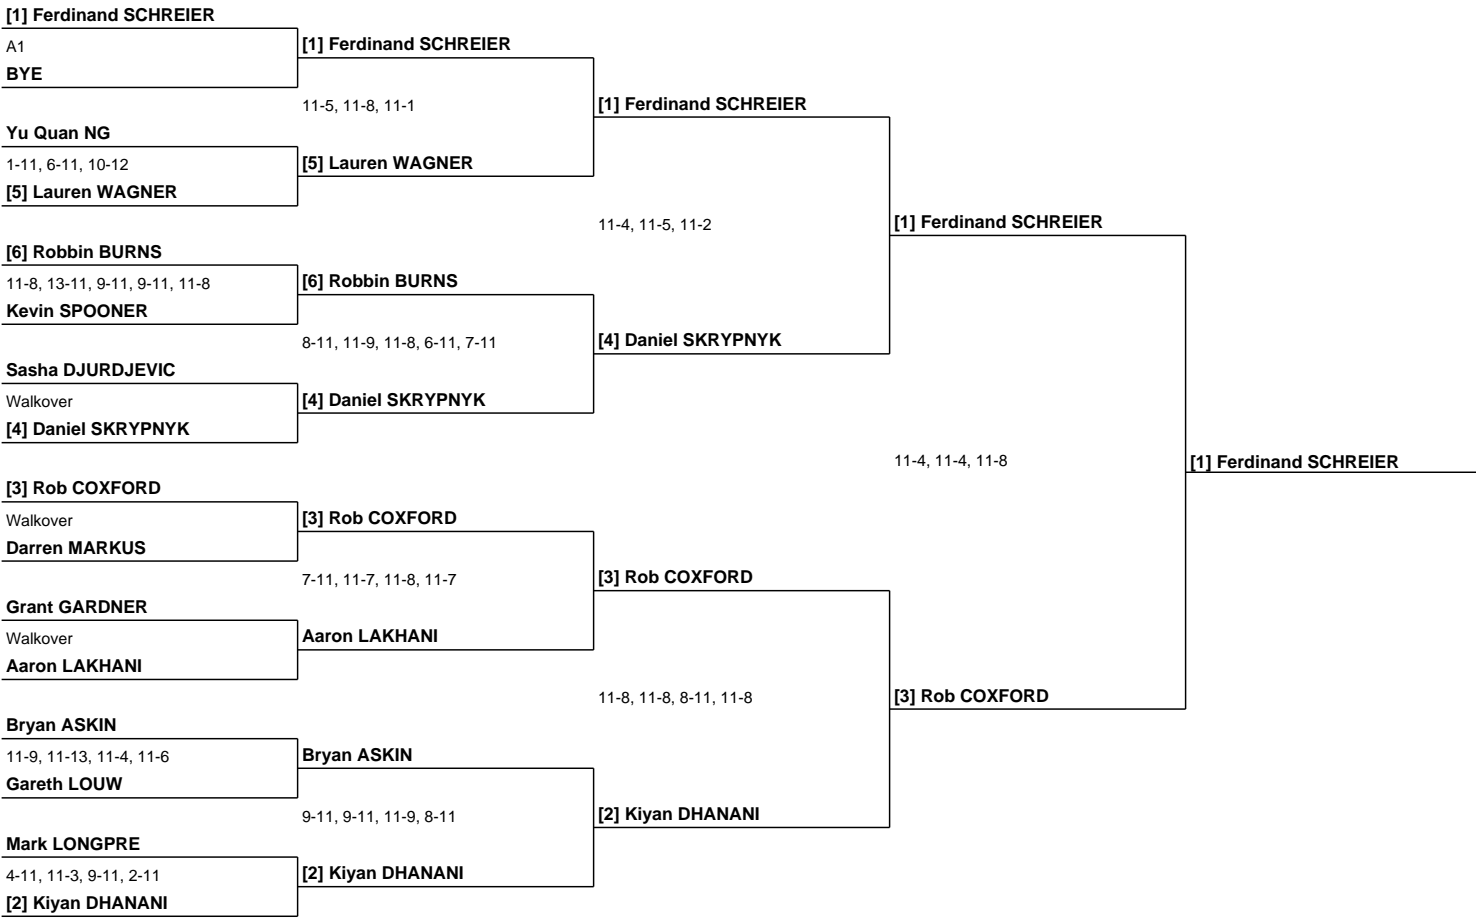 [1] Ferdinand SCHREIER
A1
BYE
Yu Quan NG
1-11, 6-11, 10-12
[5] Lauren WAGNER
[6] Robbin BURNS
11-8, 13-11, 9-11, 9-11, 11-8
Kevin SPOONER
Sasha DJURDJEVIC
Walkover
[4] Daniel SKRYPNYK
[3] Rob COXFORD
Walkover
Darren MARKUS
Grant GARDNER
Walkover
Aaron LAKHANI
Bryan ASKIN
11-9, 11-13, 11-4, 11-6
Gareth LOUW
Mark LONGPRE
4-11, 11-3, 9-11, 2-11
[2] Kiyan DHANANI
[1] Ferdinand SCHREIER
11-5, 11-8, 11-1
[5] Lauren WAGNER
[6] Robbin BURNS
8-11, 11-9, 11-8, 6-11, 7-11
[4] Daniel SKRYPNYK
[3] Rob COXFORD
7-11, 11-7, 11-8, 11-7
Aaron LAKHANI
Bryan ASKIN
9-11, 9-11, 11-9, 8-11
[2] Kiyan DHANANI
[1] Ferdinand SCHREIER
11-4, 11-5, 11-2
[4] Daniel SKRYPNYK
[3] Rob COXFORD
11-8, 11-8, 8-11, 11-8
[2] Kiyan DHANANI
[1] Ferdinand SCHREIER
11-4, 11-4, 11-8
[3] Rob COXFORD
[1] Ferdinand SCHREIER